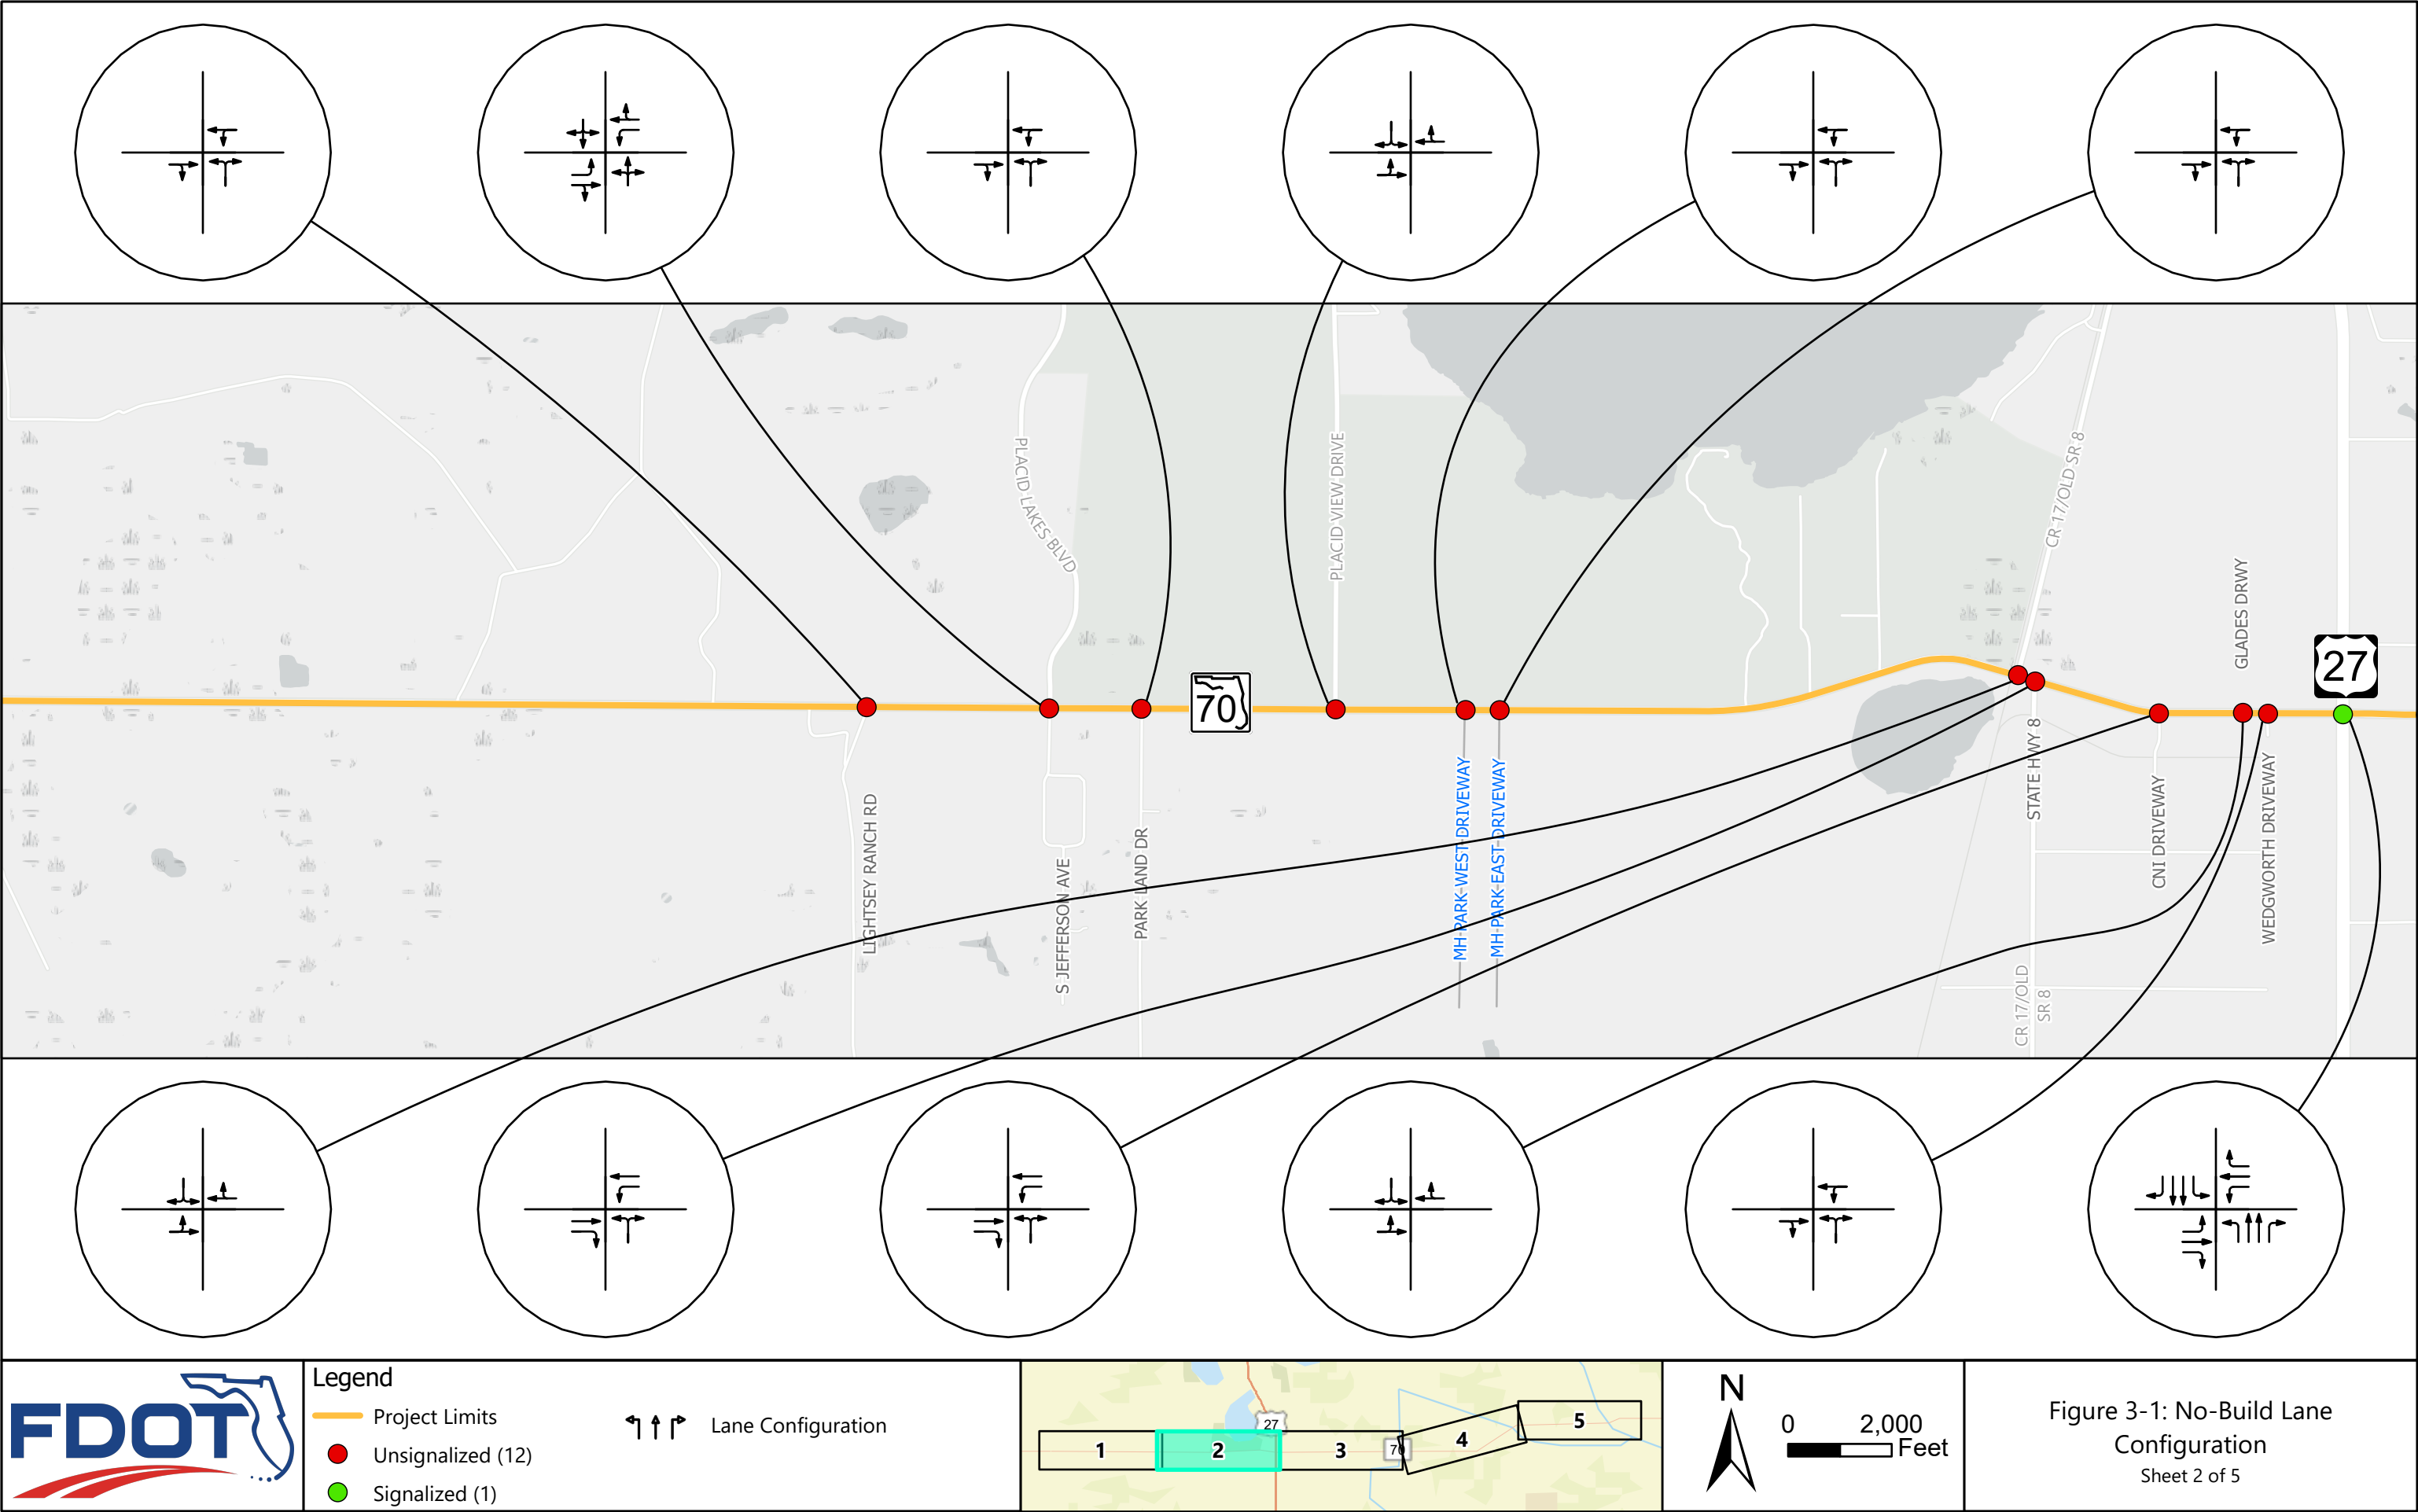 PLACID LAKES BLVD
PLACID VIEW DRIVE
CR 17/OLD SR 8
GLADES DRWY
27
70
LIGHTSEY RANCH RD
S JEFFERSON AVE
PARK LAND DR
MH PARK WEST DRIVEWAY
MH PARK EAST DRIVEWAY
STATE HWY 8
CNI DRIVEWAY
WEDGWORTH DRIVEWAY
CR 17/OLD
SR 8
FDOT
Legend
Project Limits
Unsignalized (12)
Signalized (1)
Lane Configuration
27
70
1
2
3
4
5
N
0 2,000
Feet
Figure 3-1: No-Build Lane
Configuration
Sheet 2 of 5